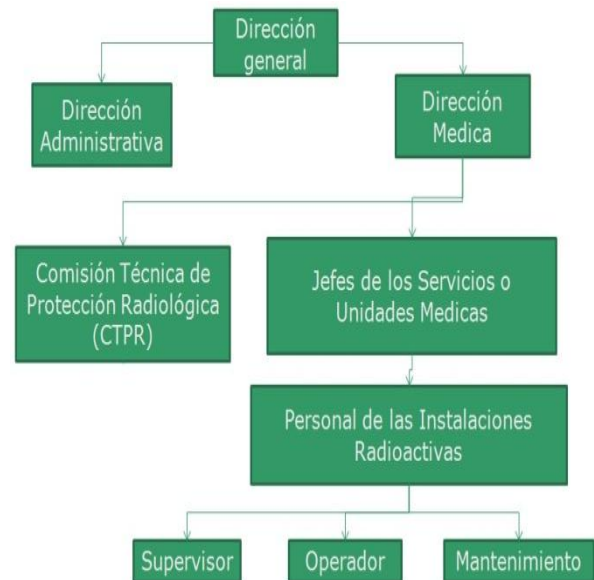 Dirección
general
Dirección
Administrativa
Dirección
Medica
Comisión Técnica de
Protección Radiológica
(CTPR)
Jefes de los Servicios o
Unidades Medicas
Personal de las Instalaciones
Radioactivas
Supervisor
Operador
Mantenimiento